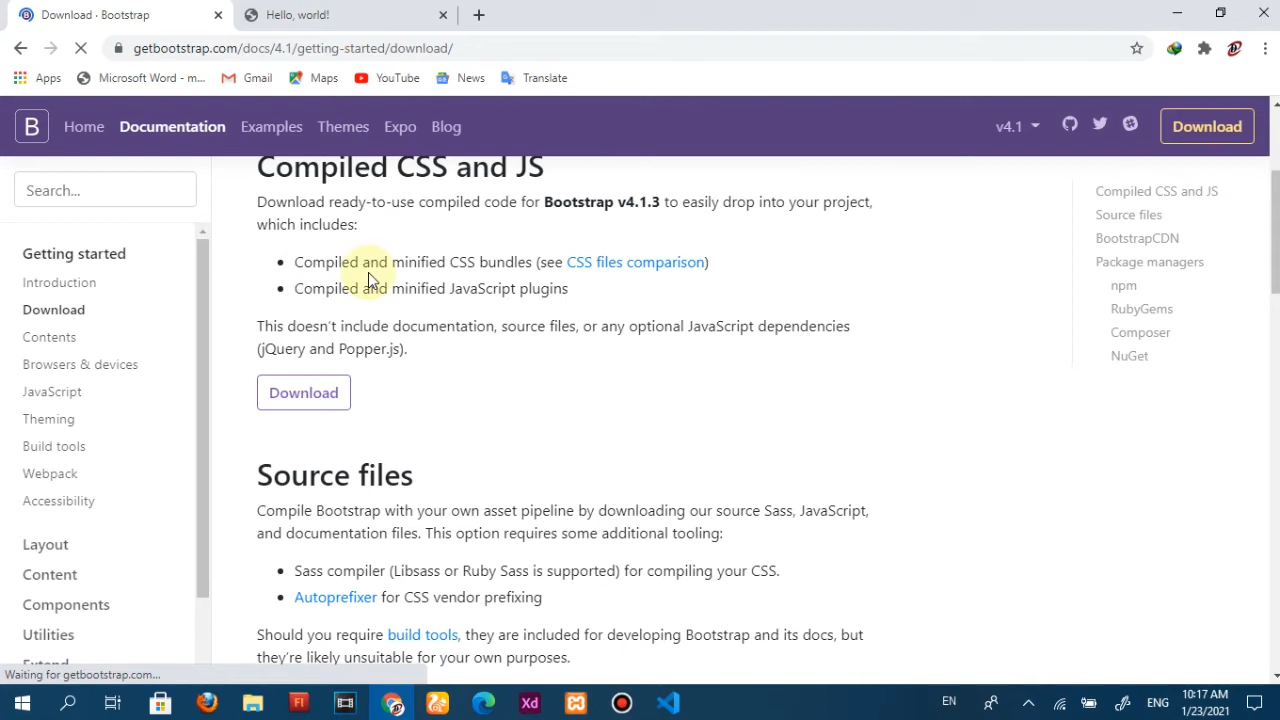 Download · Bootstrap
Hello, world!
getbootstrap.com/docs/4.1/getting-started/download/
Apps
Microsoft Word - m...
Gmail
Maps
YouTube
News
Translate
B
Home
Documentation
Examples
Themes
Expo
Blog
v4.1
Download
Search...
Getting started
Introduction
Download
Contents
Browsers & devices
JavaScript
Theming
Build tools
Webpack
Accessibility
Layout
Content
Components
Utilities
Extend
Compiled CSS and JS
Download ready-to-use compiled code for Bootstrap v4.1.3 to easily drop into your project,
which includes:
• Compiled and minified CSS bundles (see CSS files comparison)
• Compiled and minified JavaScript plugins
This doesn't include documentation, source files, or any optional JavaScript dependencies
(jQuery and Popper.js).
Download
Source files
Compile Bootstrap with your own asset pipeline by downloading our source Sass, JavaScript,
and documentation files. This option requires some additional tooling:
• Sass compiler (Libsass or Ruby Sass is supported) for compiling your CSS.
• Autoprefixer for CSS vendor prefixing
Should you require build tools, they are included for developing Bootstrap and its docs, but
they're likely unsuitable for your own purposes.
Compiled CSS and JS
Source files
BootstrapCDN
Package managers
npm
RubyGems
Composer
NuGet
Waiting for getbootstrap.com...
Fl
Xd
EN
ENG
10:17 AM
1/23/2021